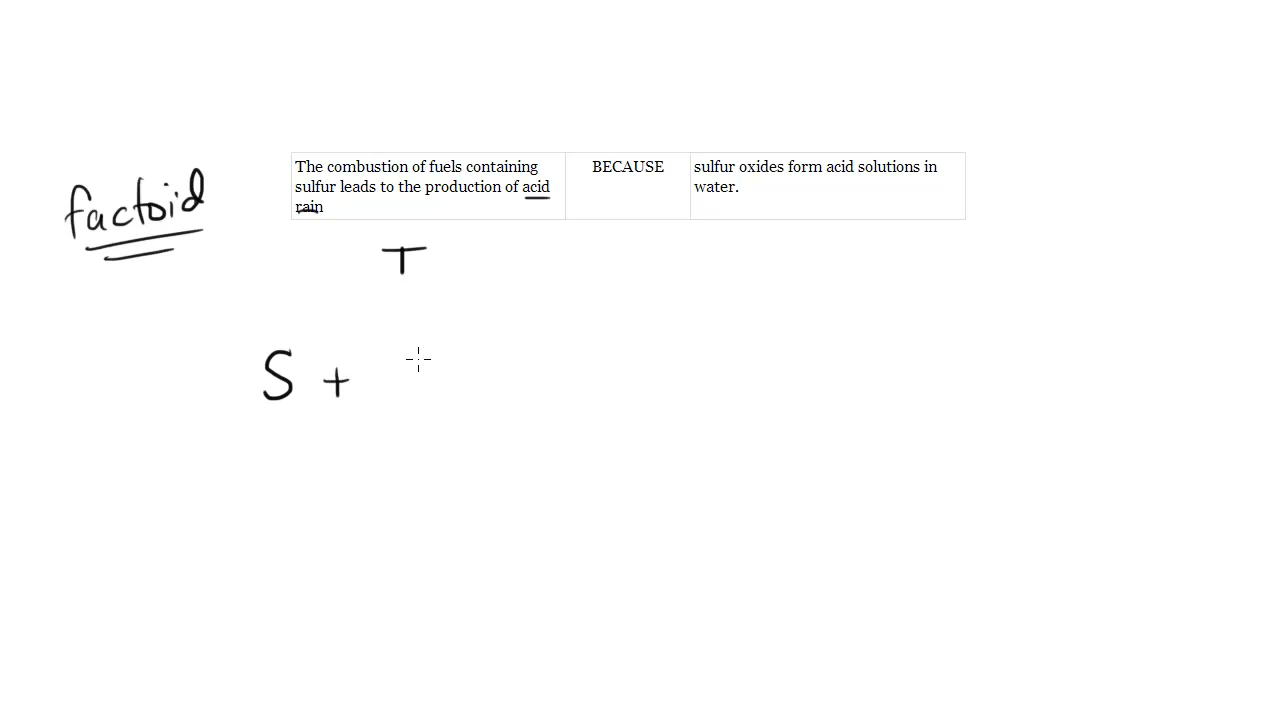 The combustion of fuels containing
sulfur leads to the production of acid
rain
BECAUSE
sulfur oxides form acid solutions in
water.
factoid
T
S +